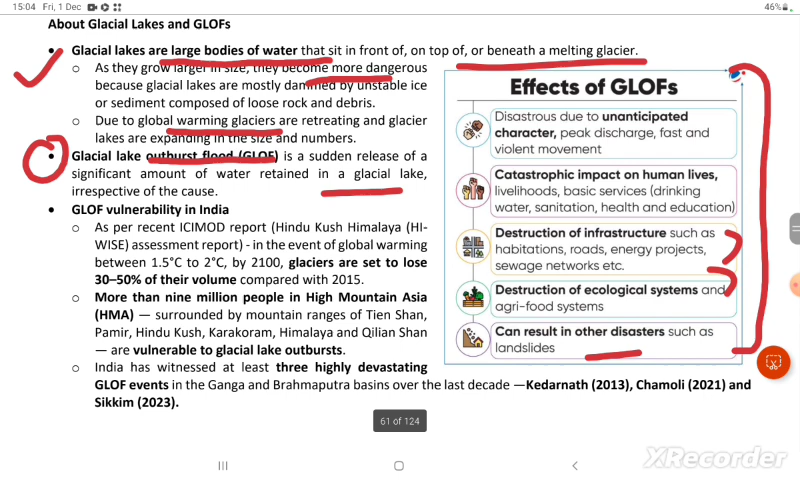 15:04 Fri, 1 Dec
46%
About Glacial Lakes and GLOFs
• Glacial lakes are large bodies of water that sit in front of, on top of, or beneath a melting glacier.
o As they grow larger in size, they become more dangerous
because glacial lakes are mostly dammed by unstable ice
or sediment composed of loose rock and debris.
o Due to global warming glaciers are retreating and glacier
lakes are expanding in the size and numbers.
• Glacial lake outburst flood (GLOF) is a sudden release of a
significant amount of water retained in a glacial lake,
irrespective of the cause.
• GLOF vulnerability in India
o As per recent ICIMOD report (Hindu Kush Himalaya (HI-
WISE) assessment report) - in the event of global warming
between 1.5°C to 2°C, by 2100, glaciers are set to lose
30–50% of their volume compared with 2015.
o More than nine million people in High Mountain Asia
(HMA) — surrounded by mountain ranges of Tien Shan,
Pamir, Hindu Kush, Karakoram, Himalaya and Qilian Shan
— are vulnerable to glacial lake outbursts.
o India has witnessed at least three highly devastating
GLOF events in the Ganga and Brahmaputra basins over the last decade —Kedarnath (2013), Chamoli (2021) and
Sikkim (2023).
Effects of GLOFs
Disastrous due to unanticipated
character, peak discharge, fast and
violent movement
Catastrophic impact on human lives,
livelihoods, basic services (drinking
water, sanitation, health and education)
Destruction of infrastructure such as
habitations, roads, energy projects,
sewage networks etc.
Destruction of ecological systems and
agri-food systems
Can result in other disasters such as
landslides
61 of 124
XRecorder